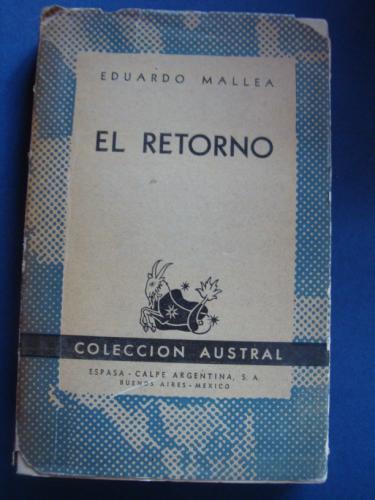 EDUARDO MALLEA
EL RETORNO
COLECCION AUSTRAL
ESPASA - CALPE ARGENTINA, S. A.
BUENOS AIRES - MEXICO